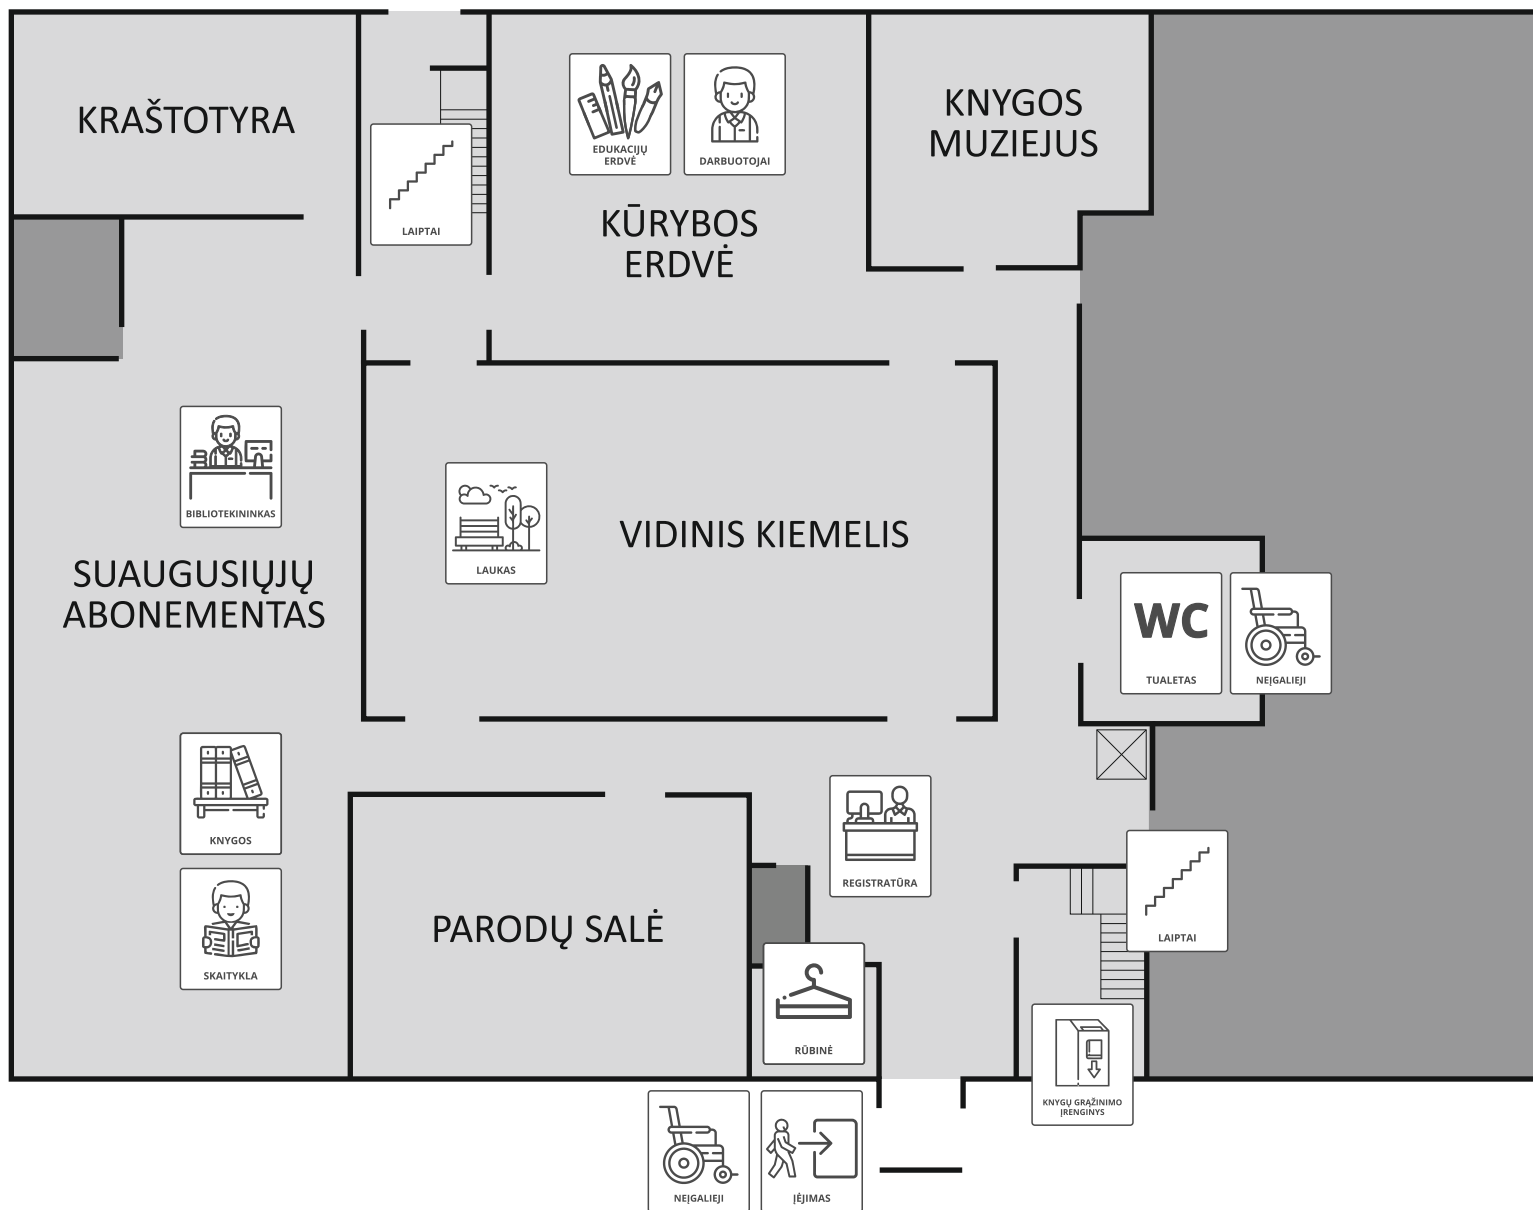 KRAŠTOTYRA
LAIPTAI
EDUKACIJŲ
ERDVĖ
DARBUOTOJAI
KŪRYBOS
ERDVĖ
KNYGOS
MUZIEJUS
BIBLIOTEKININKAS
SUAUGUSIŲJŲ
ABONEMENTAS
LAUKAS
VIDINIS KIEMELIS
WC
TUALETAS
NEĮGALIEJI
KNYGOS
SKAITYKLA
PARODŲ SALĖ
REGISTRATŪRA
LAIPTAI
RŪBINĖ
KNYGŲ GRĄŽINIMO
ĮRENGINYS
NEĮGALIEJI
ĮĖJIMAS